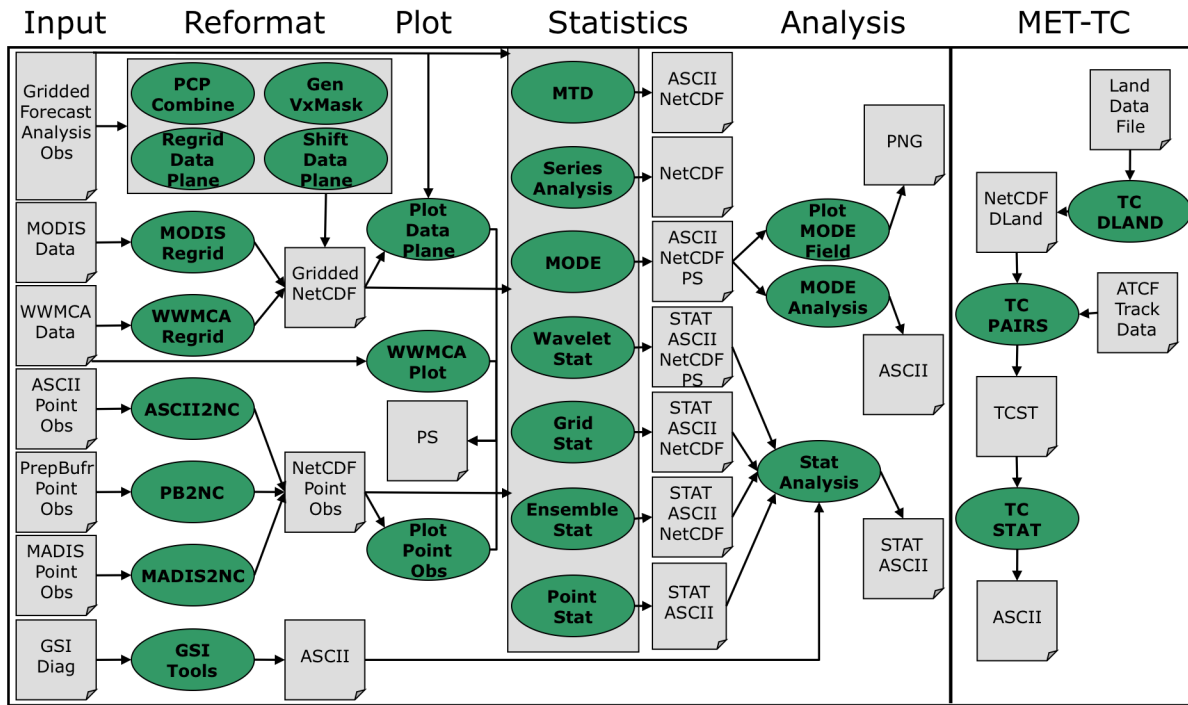 Input
Reformat
Plot
Statistics
Analysis
MET-TC
Gridded
Forecast
Analysis
Obs
MODIS
Data
WWMCA
Data
ASCII
Point
Obs
PrepBufr
Point
Obs
MADIS
Point
Obs
GSI
Diag
PCP
Combine
Gen
VxMask
Regrid
Data
Plane
Shift
Data
Plane
MODIS
Regrid
WWMCA
Regrid
ASCII2NC
PB2NC
MADIS2NC
GSI
Tools
Gridded
NetCDF
NetCDF
Point
Obs
ASCII
Plot
Data
Plane
WWMCA
Plot
PS
Plot
Point
Obs
MTD
Series
Analysis
MODE
Wavelet
Stat
Grid
Stat
Ensemble
Stat
Point
Stat
ASCII
NetCDF
NetCDF
ASCII
NetCDF
PS
STAT
ASCII
NetCDF
PS
STAT
ASCII
NetCDF
STAT
ASCII
NetCDF
STAT
ASCII
Plot
MODE
Field
MODE
Analysis
Stat
Analysis
PNG
ASCII
STAT
ASCII
Land
Data
File
NetCDF
DLand
TC
DLAND
TC
PAIRS
ATCF
Track
Data
TCST
TC
STAT
ASCII